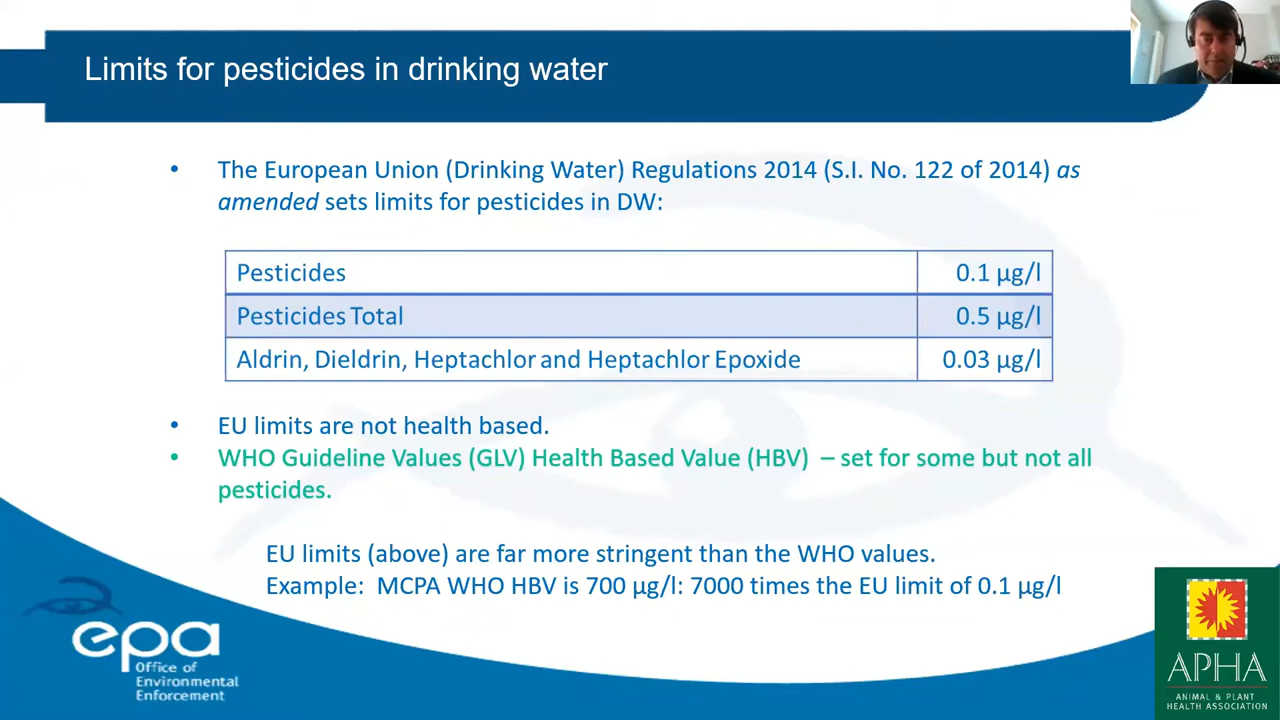 Limits for pesticides in drinking water
• The European Union (Drinking Water) Regulations 2014 (S.I. No. 122 of 2014) as
amended sets limits for pesticides in DW:
Pesticides 0.1 µg/l
Pesticides Total 0.5 µg/l
Aldrin, Dieldrin, Heptachlor and Heptachlor Epoxide 0.03 µg/l
• EU limits are not health based.
• WHO Guideline Values (GLV) Health Based Value (HBV) – set for some but not all
pesticides.
EU limits (above) are far more stringent than the WHO values.
Example: MCPA WHO HBV is 700 µg/l: 7000 times the EU limit of 0.1 µg/l
epa
Office of
Environmental
Enforcement
APHA
ANIMAL & PLANT
HEALTH ASSOCIATION